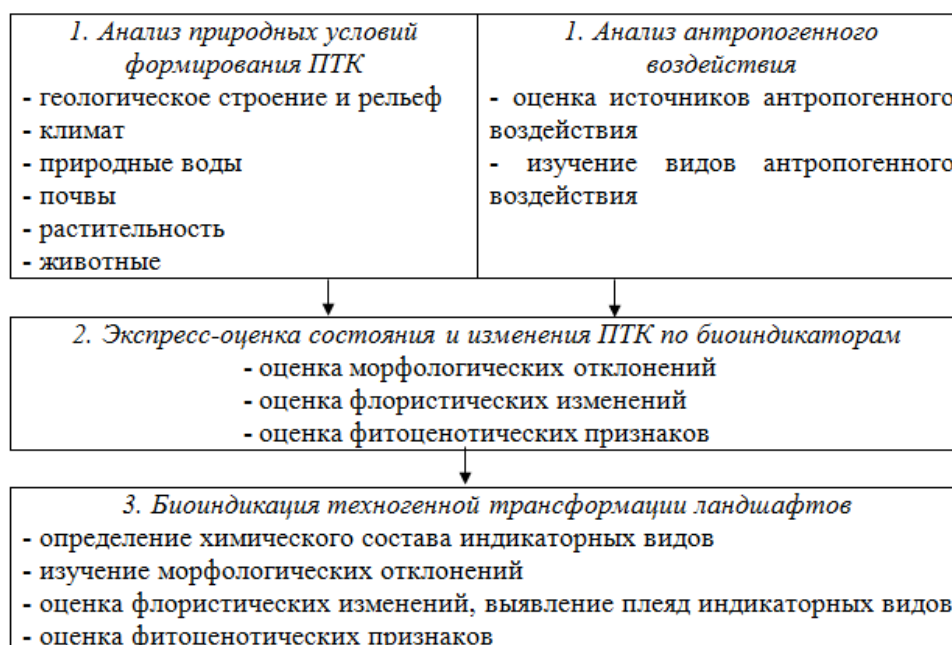 1. Анализ природных условий
формирования ПТК
- геологическое строение и рельеф
- климат
- природные воды
- почвы
- растительность
- животные
1. Анализ антропогенного
воздействия
- оценка источников антропогенного
воздействия
- изучение видов антропогенного
воздействия
2. Экспресс-оценка состояния и изменения ПТК по биоиндикаторам
- оценка морфологических отклонений
- оценка флористических изменений
- оценка фитоценотических признаков
3. Биоиндикация техногенной трансформации ландшафтов
- определение химического состава индикаторных видов
- изучение морфологических отклонений
- оценка флористических изменений, выявление плеяд индикаторных видов
- оценка фитоценотических признаков